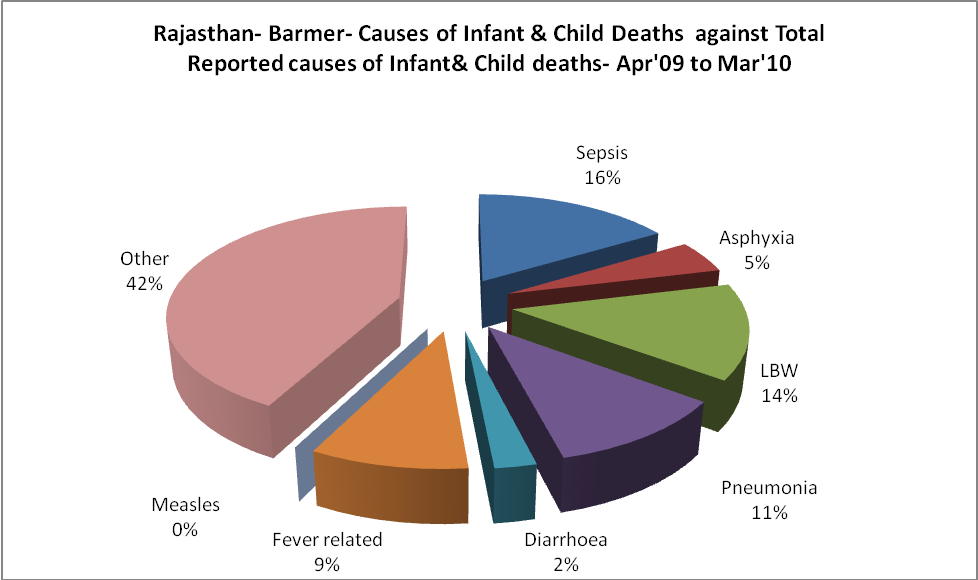 Rajasthan- Barmer- Causes of Infant & Child Deaths against Total
Reported causes of Infant& Child deaths- Apr'09 to Mar'10
Sepsis
16%
Asphyxia
5%
LBW
14%
Pneumonia
11%
Diarrhoea
2%
Fever related
9%
Measles
0%
Other
42%